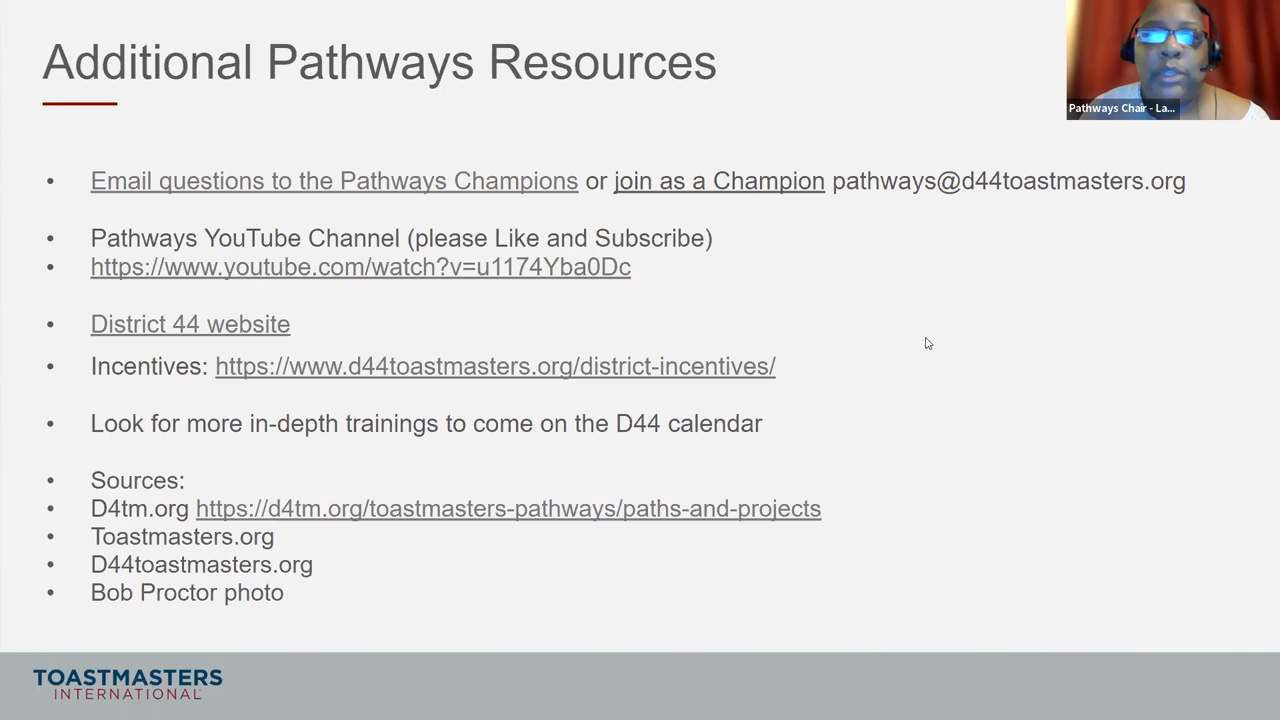 Additional Pathways Resources
Pathways Chair - La...
• Email questions to the Pathways Champions or join as a Champion pathways@d44toastmasters.org
• Pathways YouTube Channel (please Like and Subscribe)
• https://www.youtube.com/watch?v=u1174Yba0Dc
• District 44 website
• Incentives: https://www.d44toastmasters.org/district-incentives/
• Look for more in-depth trainings to come on the D44 calendar
• Sources:
• D4tm.org https://d4tm.org/toastmasters-pathways/paths-and-projects
• Toastmasters.org
• D44toastmasters.org
• Bob Proctor photo
TOASTMASTERS
INTERNATIONAL